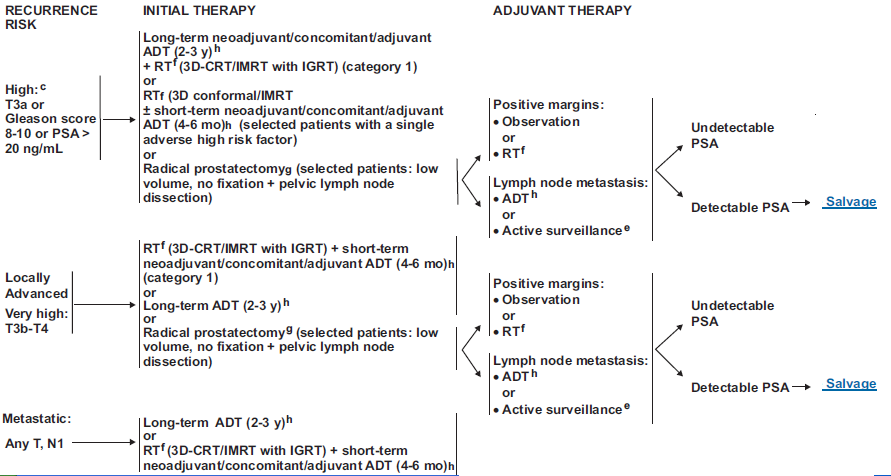 RECURRENCE RISK
INITIAL THERAPY
ADJUVANT THERAPY
High: c
T3a or
Gleason score
8-10 or PSA >
20 ng/mL
Long-term neoadjuvant/concomitant/adjuvant
ADT (2-3 y)h
+ RTf (3D-CRT/IMRT with IGRT) (category 1)
or
RTf (3D conformal/IMRT
± short-term neoadjuvant/concomitant/adjuvant
ADT (4-6 mo)h (selected patients with a single
adverse high risk factor)
or
Radical prostatectomyg (selected patients: low
volume, no fixation + pelvic lymph node
dissection)
Positive margins:
• Observation
or
• RTf
Lymph node metastasis:
• ADTh
or
• Active surveillancee
Undetectable
PSA
Detectable PSA
Salvage
Locally
Advanced
Very high:
T3b-T4
RTf (3D-CRT/IMRT with IGRT) + short-term
neoadjuvant/concomitant/adjuvant ADT (4-6 mo)h
(category 1)
or
Long-term ADT (2-3 y)h
or
Radical prostatectomyg (selected patients: low
volume, no fixation + pelvic lymph node
dissection)
Positive margins:
• Observation
or
• RTf
Lymph node metastasis:
• ADTh
or
• Active surveillancee
Undetectable
PSA
Detectable PSA
Salvage
Metastatic:
Any T, N1
Long-term ADT (2-3 y)h
or
RTf (3D-CRT/IMRT with IGRT) + short-term
neoadjuvant/concomitant/adjuvant ADT (4-6 mo)h